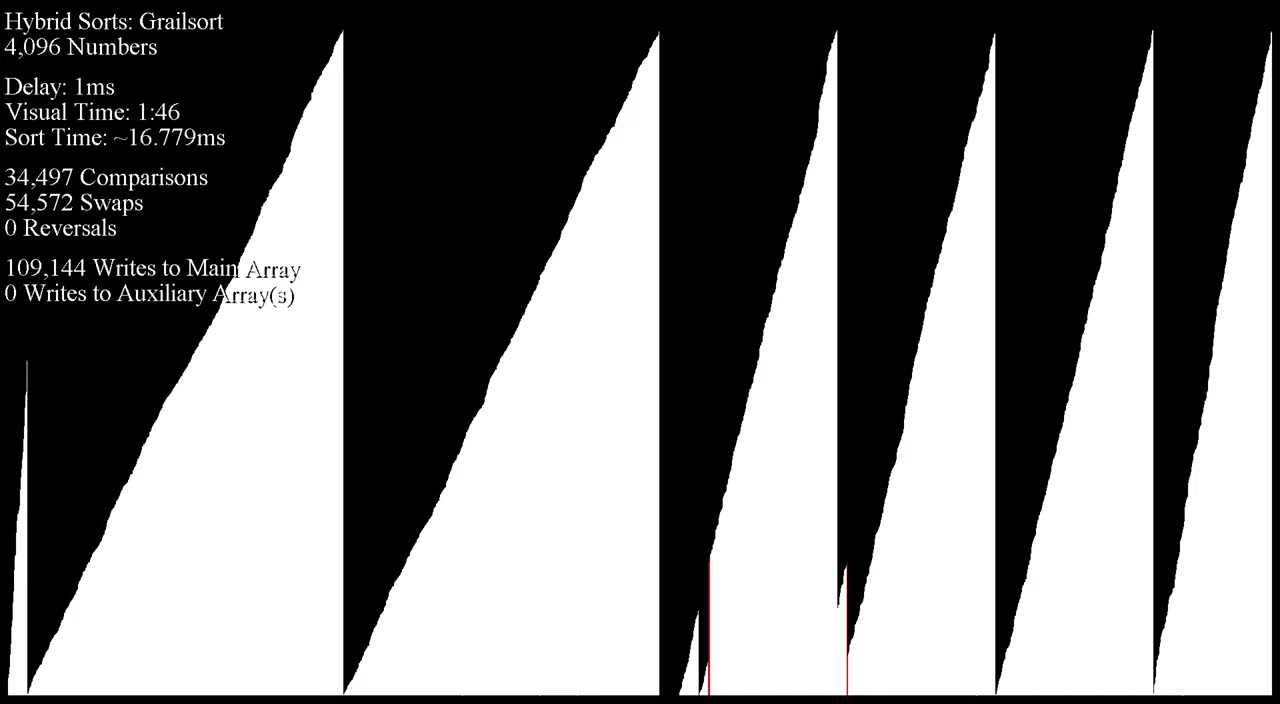 Hybrid Sorts: Grailsort
4,096 Numbers
Delay: 1ms
Visual Time: 1:46
Sort Time: ~16.779ms
34,497 Comparisons
54,572 Swaps
0 Reversals
109,144 Writes to Main Array
0 Writes to Auxiliary Array(s)